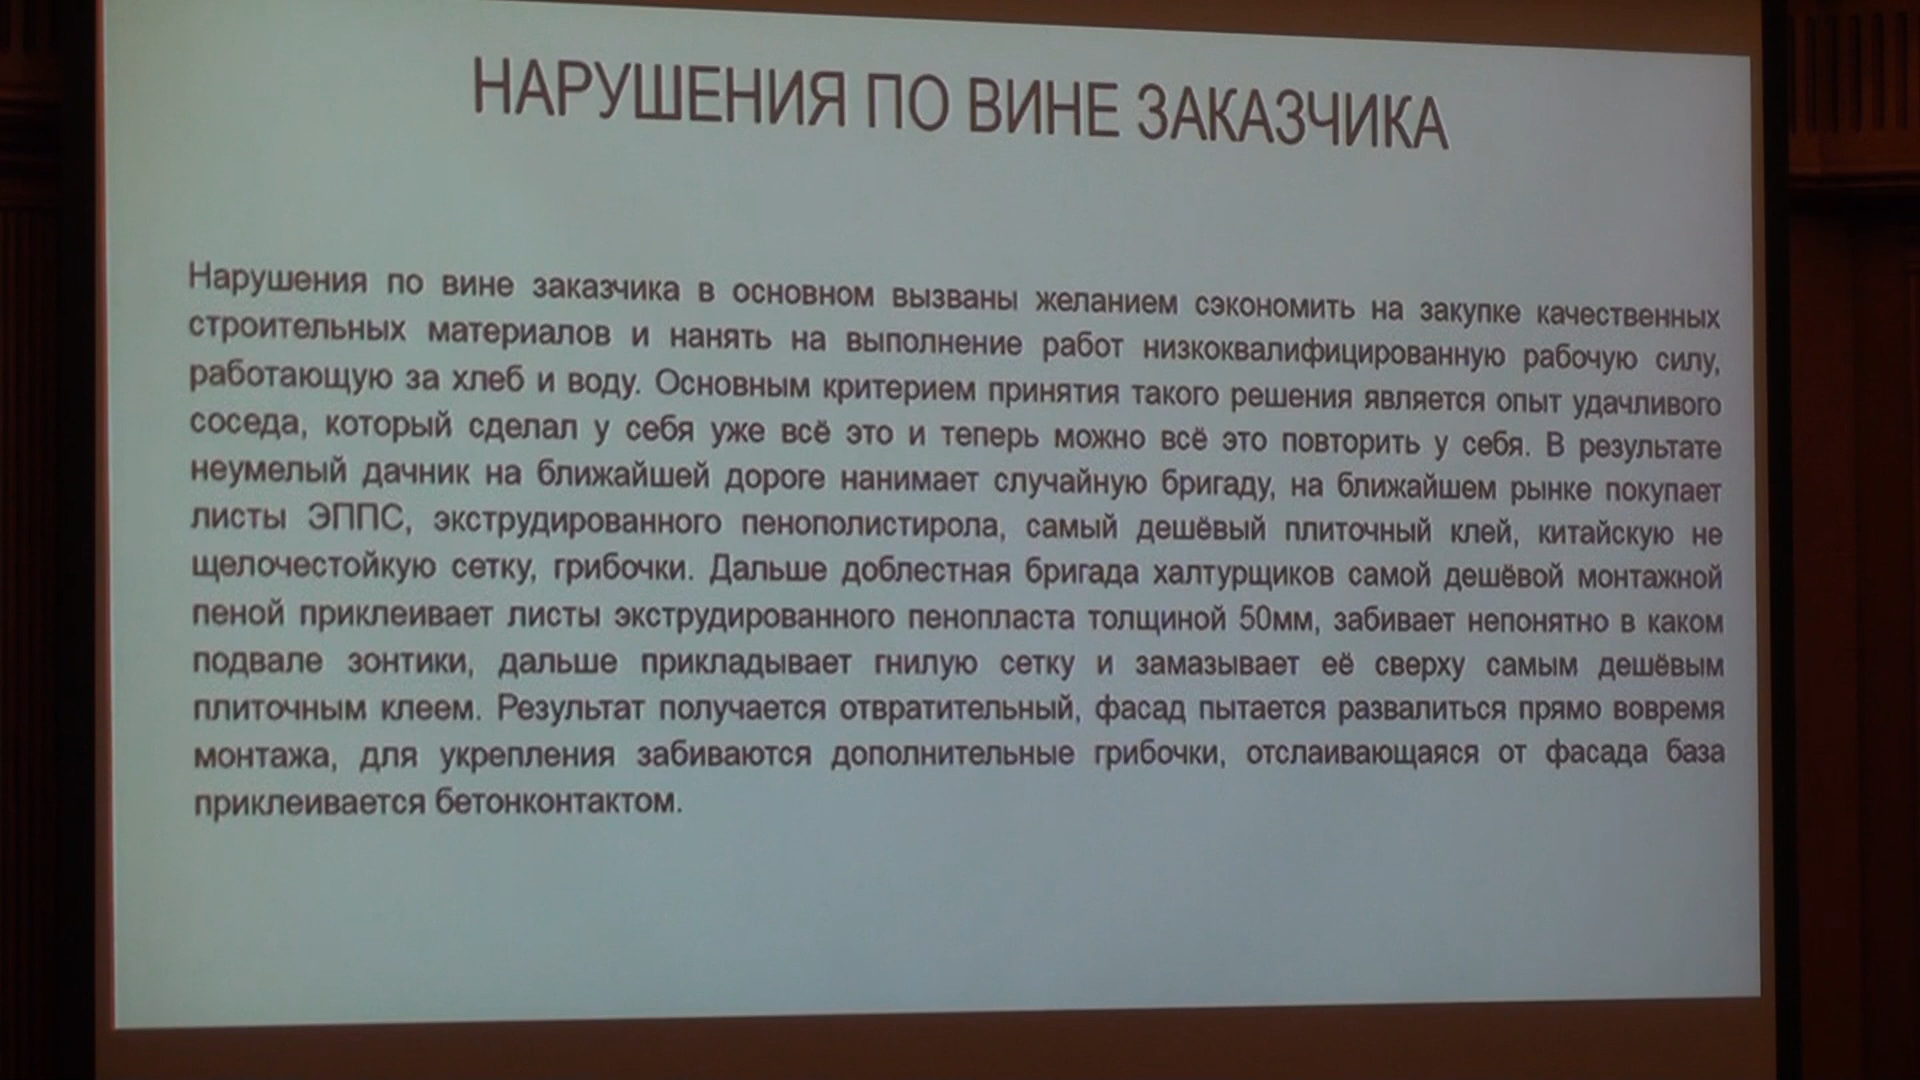 НАРУШЕНИЯ ПО ВИНЕ ЗАКАЗЧИКА
Нарушения по вине заказчика в основном вызваны желанием сэкономить на закупке качественных
строительных материалов и нанять на выполнение работ низкоквалифицированную рабочую силу,
работающую за хлеб и воду. Основным критерием принятия такого решения является опыт удачливого
соседа, который сделал у себя уже всё это и теперь можно всё это повторить у себя. В результате
неумелый дачник на ближайшей дороге нанимает случайную бригаду, на ближайшем рынке покупает
листы ЭППС, экструдированного пенополистирола, самый дешёвый плиточный клей, китайскую не
щелочестойкую сетку, грибочки. Дальше доблестная бригада халтурщиков самой дешёвой монтажной
пеной приклеивает листы экструдированного пенопласта толщиной 50мм, забивает непонятно в каком
подвале зонтики, дальше прикладывает гнилую сетку и замазывает её сверху самым дешёвым
плиточным клеем. Результат получается отвратительный, фасад пытается развалиться прямо вовремя
монтажа, для укрепления забиваются дополнительные грибочки, отслаивающаяся от фасада база
приклеивается бетонконтактом.